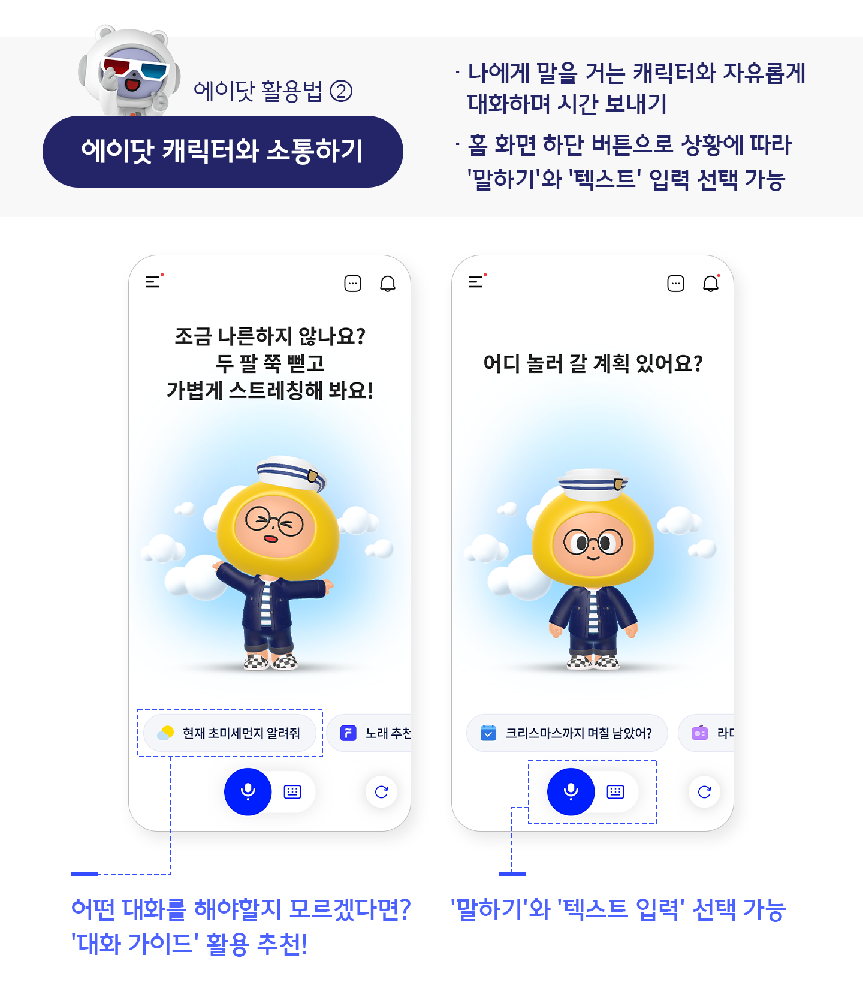 에이닷 활용법 ②
에이닷 캐릭터와 소통하기
· 나에게 말을 거는 캐릭터와 자유롭게
대화하며 시간 보내기
· 홈 화면 하단 버튼으로 상황에 따라
'말하기'와 '텍스트' 입력 선택 가능
조금 나른하지 않나요?
두 팔 쭉 뻗고
가볍게 스트레칭해 봐요!
현재 초미세먼지 알려줘
노래 추천
어떤 대화를 해야할지 모르겠다면?
'대화 가이드' 활용 추천!
어디 놀러 갈 계획 있어요?
크리스마스까지 며칠 남았어?
'말하기'와 '텍스트 입력' 선택 가능